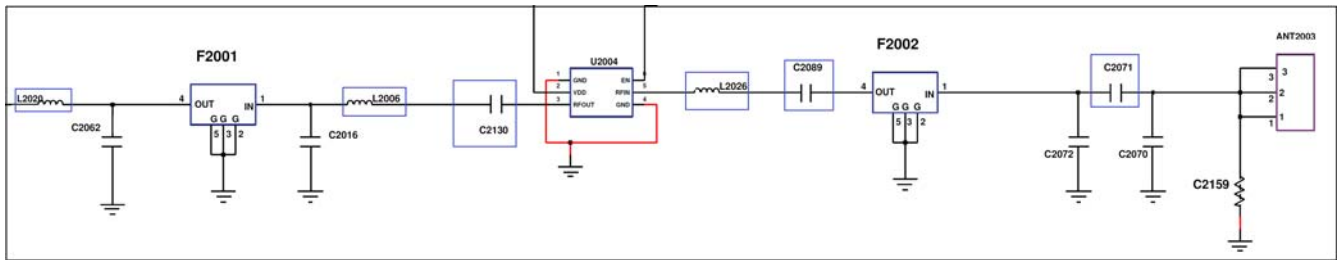 L2020
C2062
F2001
4 OUT IN 1
G G G
5 3 2
C2016
L2006
C2130
U2004
1 GND EN 6
2 VDD RFIN 5
3 RFOUT GND 4
L2026
C2089
F2002
4 OUT IN 1
G G G
5 3 2
C2072
C2071
C2070
ANT2003
3 3
2 2
1 1
C2159